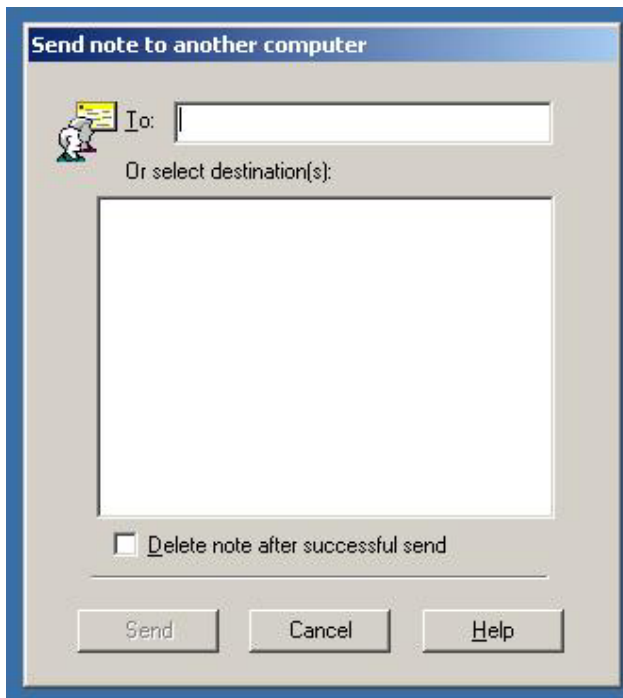 Send note to another computer
To:
Or select destination(s):
Delete note after successful send
Send Cancel Help